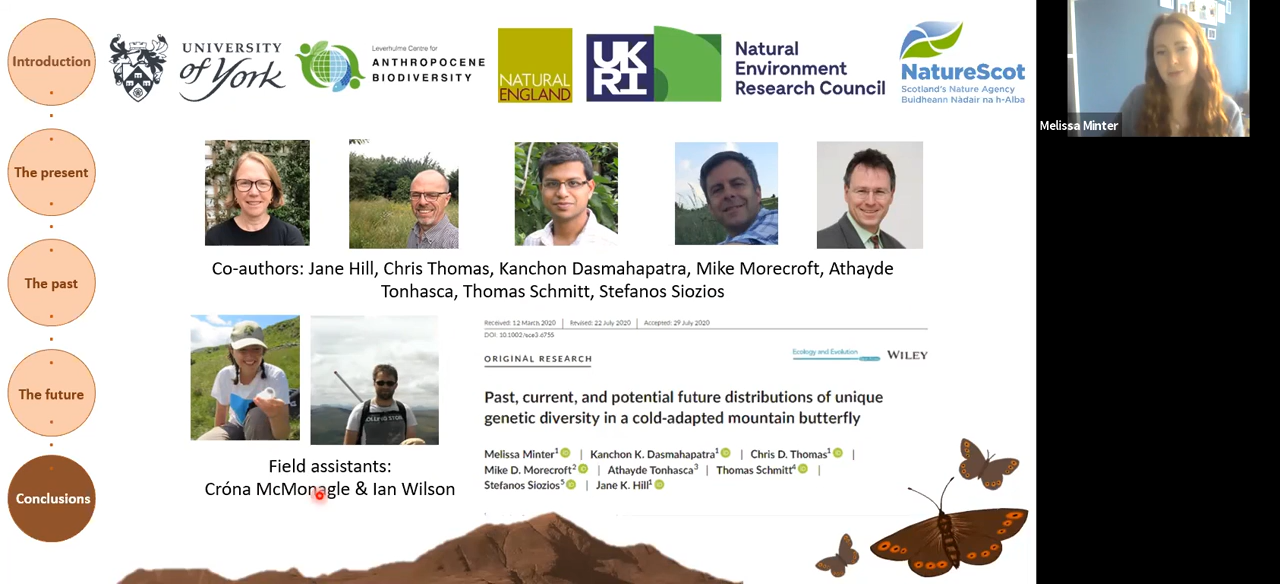 Introduction
The present
The past
The future
Conclusions
UNIVERSITY
of York
Leverhulme Centre for
ANTHROPOCENE
BIODIVERSITY
NATURAL
ENGLAND
UK
RI
Natural
Environment
Research Council
NatureScot
Scotland's Nature Agency
Buidheann Nàdair na h-Alba
Melissa Minter
Co-authors: Jane Hill, Chris Thomas, Kanchon Dasmahapatra, Mike Morecroft, Athayde
Tonhasca, Thomas Schmitt, Stefanos Siozios
ROLLING STON
Field assistants:
Cróna McMonagle & Ian Wilson
Received: 12 March 2020 | Revised: 22 July 2020 | Accepted: 29 July 2020
DOI: 10.1002/ece3.6755
ORIGINAL RESEARCH
Ecology and Evolution
WILEY
Past, current, and potential future distributions of unique
genetic diversity in a cold-adapted mountain butterfly
Melissa Minter1 | Kanchon K. Dasmahapatra1 | Chris D. Thomas1 |
Mike D. Morecroft2 | Athayde Tonhasca3 | Thomas Schmitt4 |
Stefanos Siozios5 | Jane K. Hill1